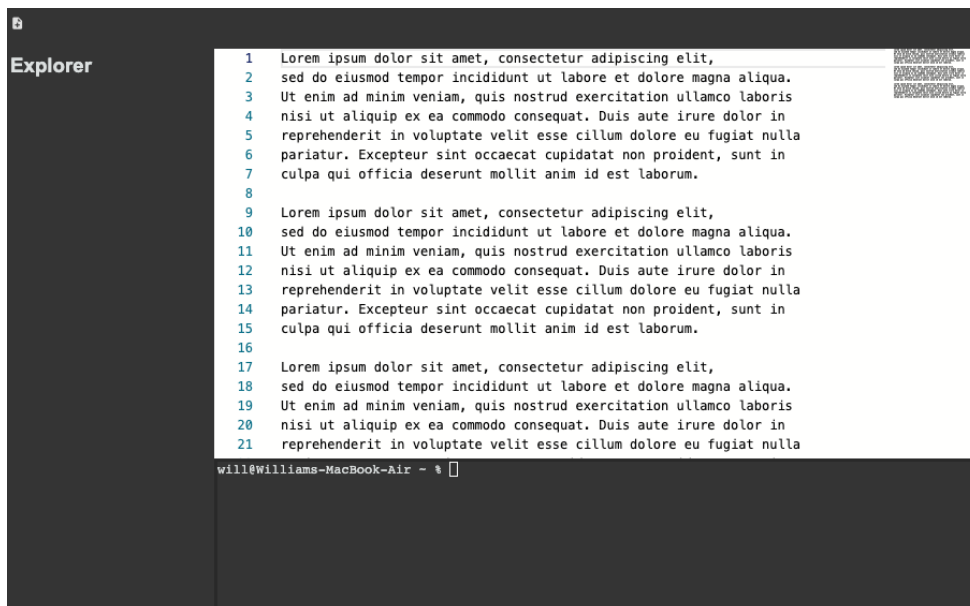 Explorer
1 Lorem ipsum dolor sit amet, consectetur adipiscing elit,
2 sed do eiusmod tempor incididunt ut labore et dolore magna aliqua.
3 Ut enim ad minim veniam, quis nostrud exercitation ullamco laboris
4 nisi ut aliquip ex ea commodo consequat. Duis aute irure dolor in
5 reprehenderit in voluptate velit esse cillum dolore eu fugiat nulla
6 pariatur. Excepteur sint occaecat cupidatat non proident, sunt in
7 culpa qui officia deserunt mollit anim id est laborum.
8
9 Lorem ipsum dolor sit amet, consectetur adipiscing elit,
10 sed do eiusmod tempor incididunt ut labore et dolore magna aliqua.
11 Ut enim ad minim veniam, quis nostrud exercitation ullamco laboris
12 nisi ut aliquip ex ea commodo consequat. Duis aute irure dolor in
13 reprehenderit in voluptate velit esse cillum dolore eu fugiat nulla
14 pariatur. Excepteur sint occaecat cupidatat non proident, sunt in
15 culpa qui officia deserunt mollit anim id est laborum.
16
17 Lorem ipsum dolor sit amet, consectetur adipiscing elit,
18 sed do eiusmod tempor incididunt ut labore et dolore magna aliqua.
19 Ut enim ad minim veniam, quis nostrud exercitation ullamco laboris
20 nisi ut aliquip ex ea commodo consequat. Duis aute irure dolor in
21 reprehenderit in voluptate velit esse cillum dolore eu fugiat nulla
will@Williams-MacBook-Air ~ %